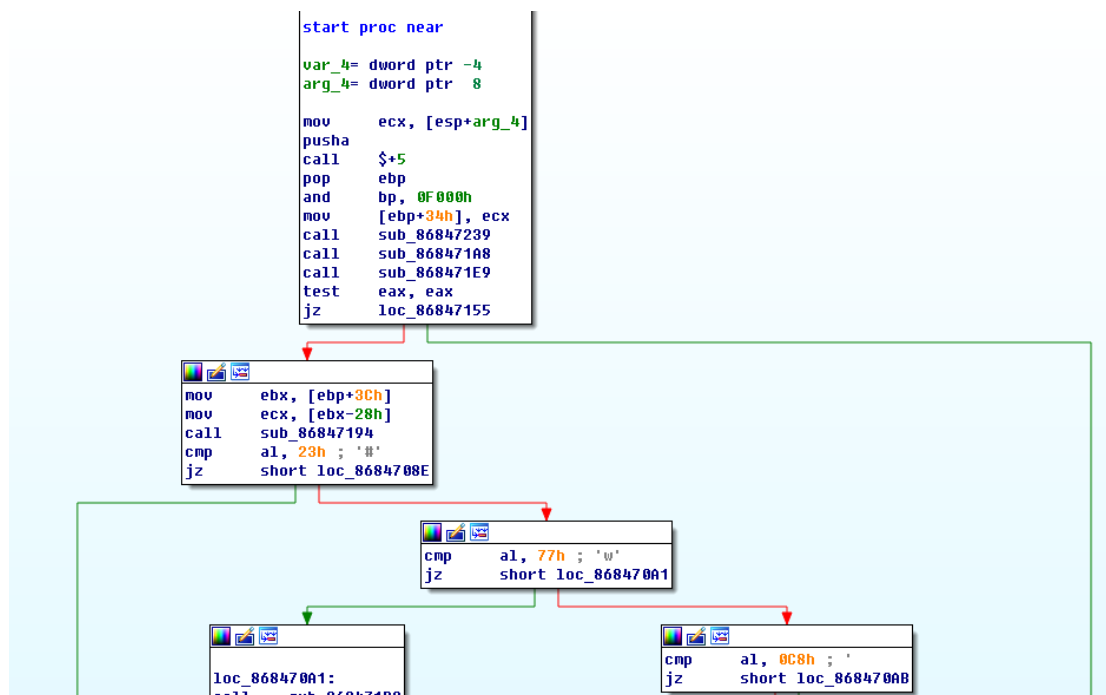 start proc near
var_4= dword ptr -4
arg_4= dword ptr  8
mov     ecx, [esp+arg_4]
pusha
call    $+5
pop     ebp
and     bp, 0F000h
mov     [ebp+34h], ecx
call    sub_86847239
call    sub_868471A8
call    sub_868471E9
test    eax, eax
jz      loc_86847155
mov     ebx, [ebp+3Ch]
mov     ecx, [ebx-28h]
call    sub_86847194
cmp     al, 23h ; '#'
jz      short loc_8684708E
cmp     al, 77h ; 'w'
jz      short loc_868470A1
loc_868470A1:
cmp     al, 0C8h ; '
jz      short loc_868470AB